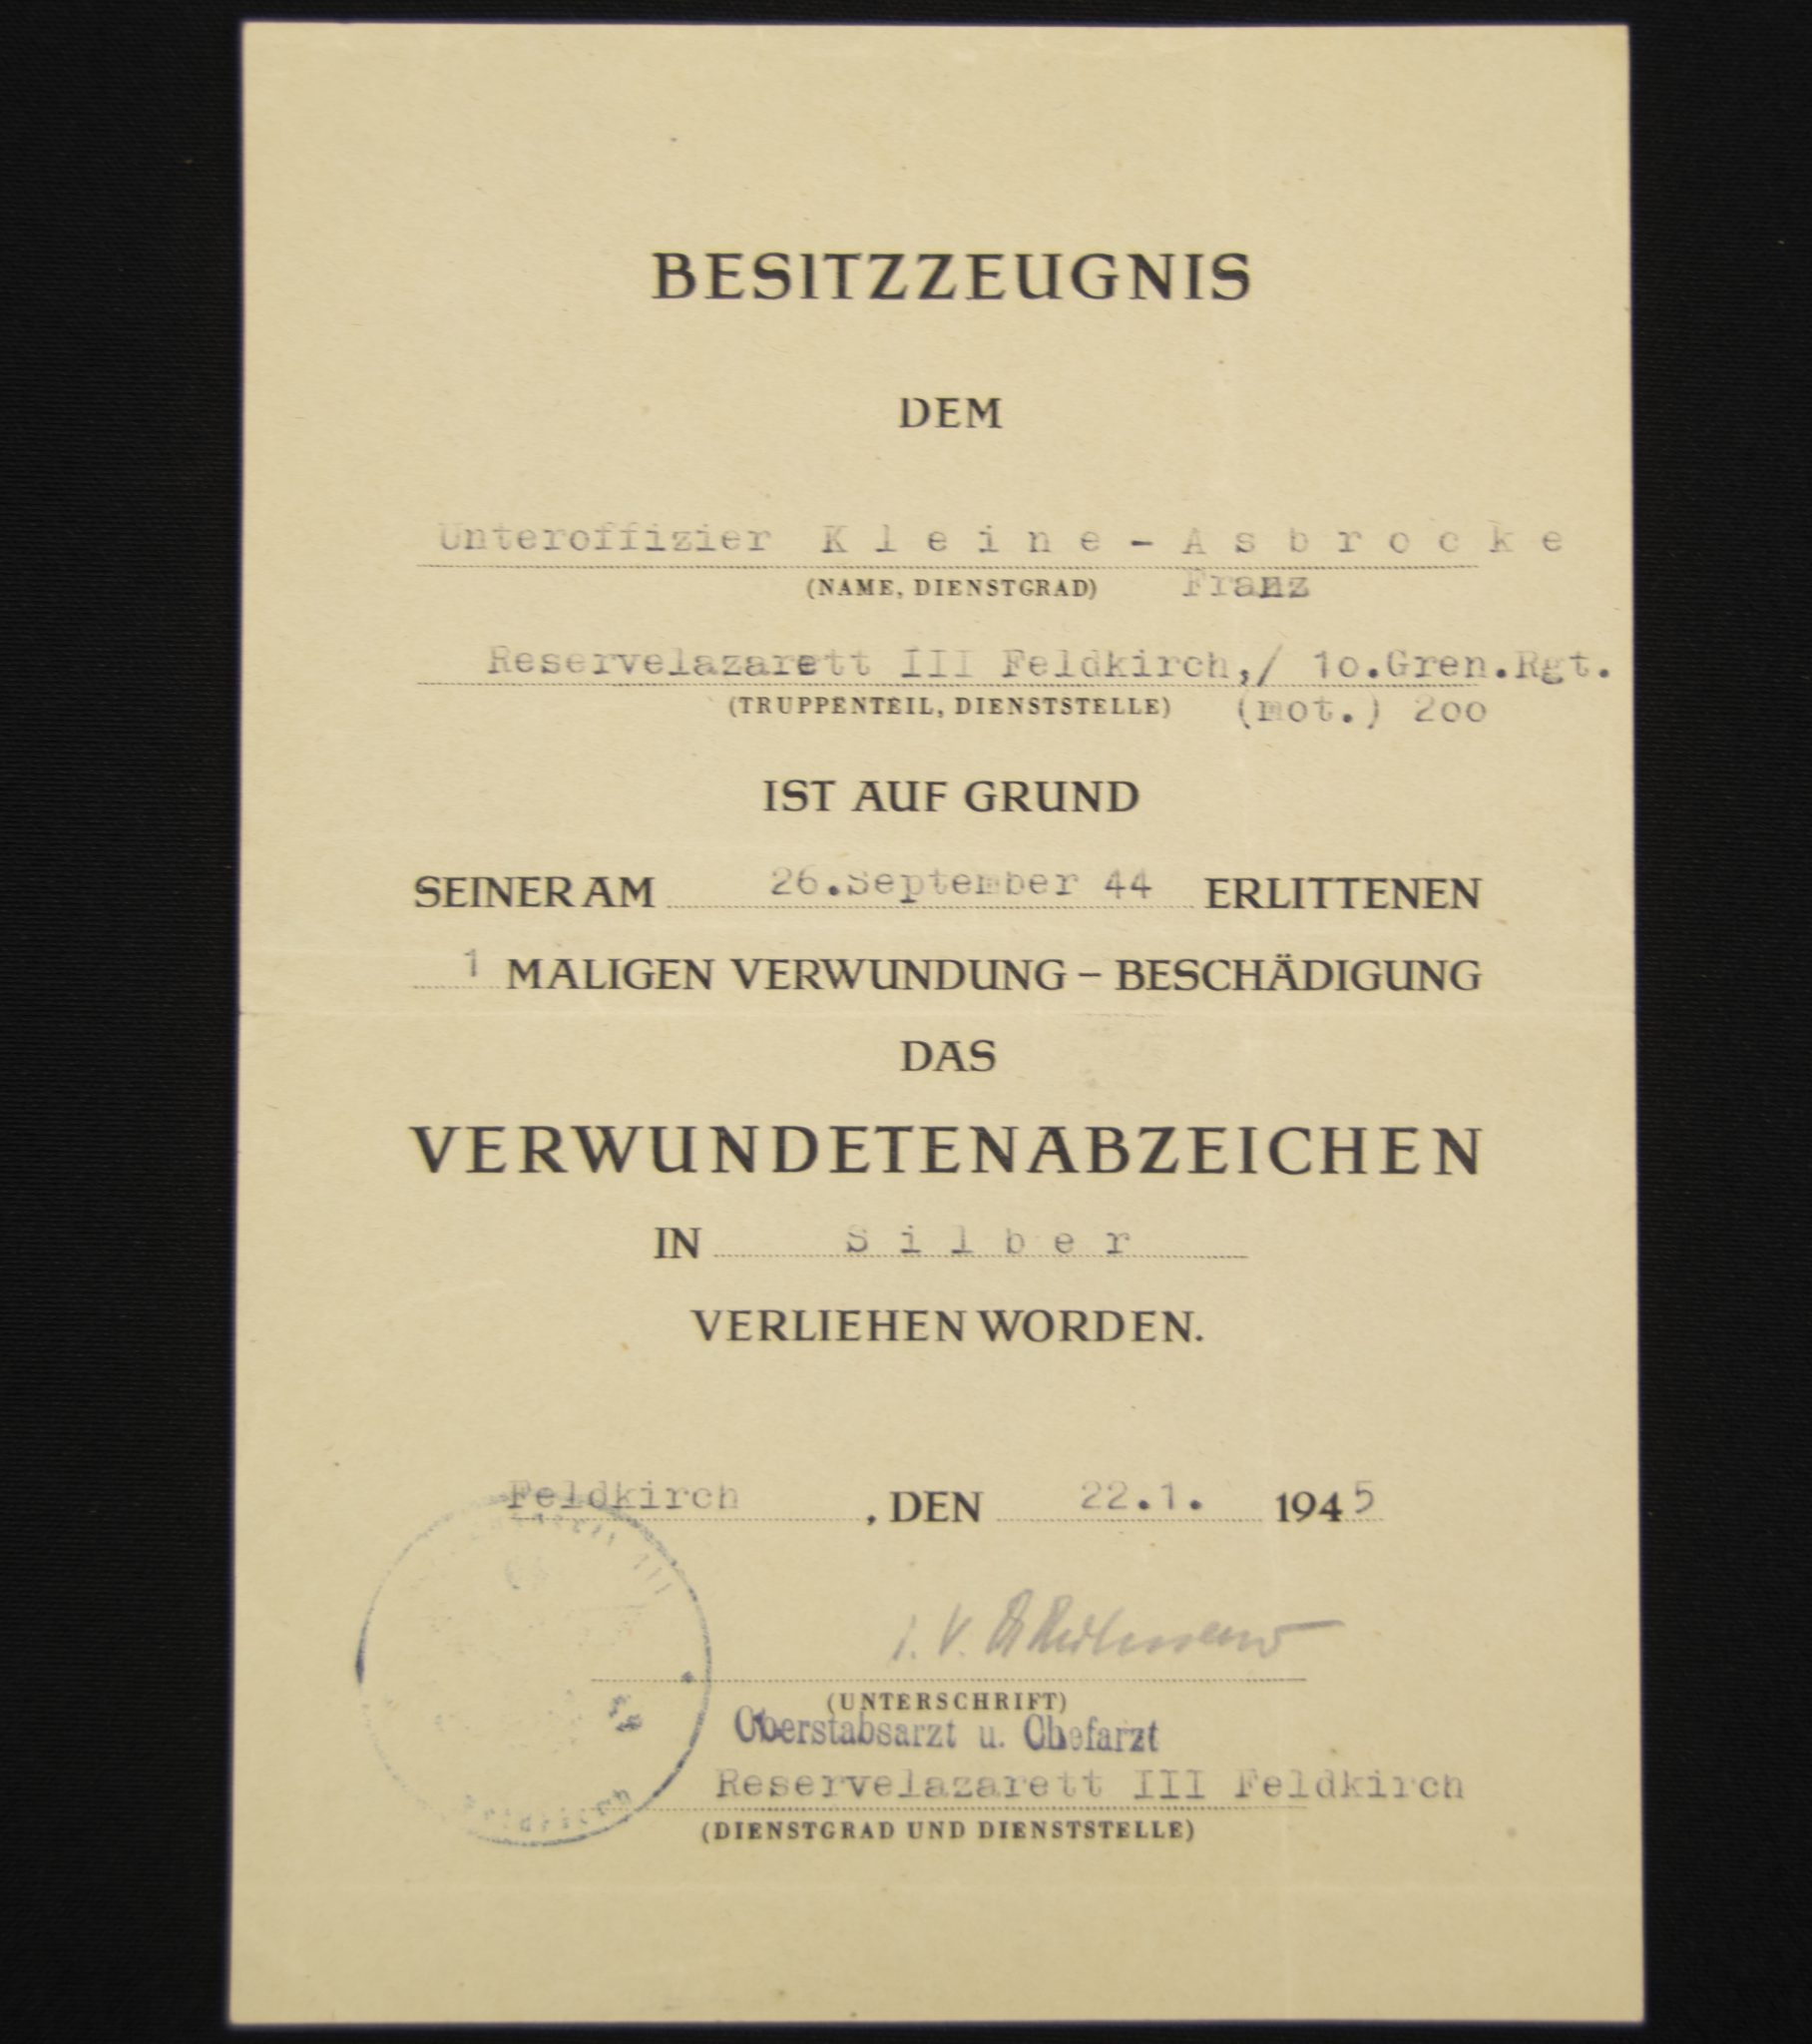 BESITZZEUGNIS
DEM
Unteroffizier Kleine-Asbrocke
(NAME, DIENSTGRAD) Franz
Reservelazarett III Feldkirch,/ 1o.Gren.Rgt.
(TRUPPENTEIL, DIENSTSTELLE) (mot.) 2oo
IST AUF GRUND
SEINER AM 26.September 44 ERLITTENEN
1 MALIGEN VERWUNDUNG – BESCHÄDIGUNG
DAS
VERWUNDETENABZEICHEN
IN Silber
VERLIEHEN WORDEN.
Feldkirch , DEN 22.1. 1945
I. V.
(UNTERSCHRIFT)
Oberstabsarzt u. Chefarzt
Reservelazarett III Feldkirch
(DIENSTGRAD UND DIENSTSTELLE)
III
Feldkirch